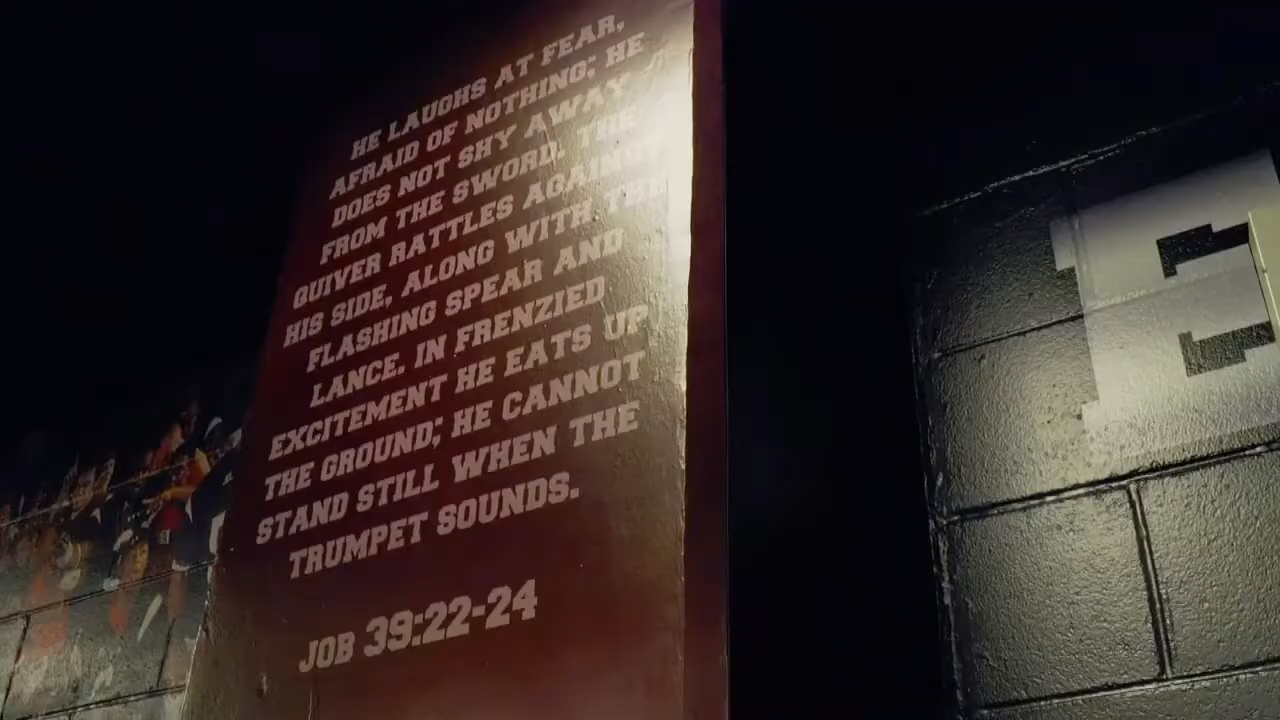 HE LAUGHS AT FEAR,
AFRAID OF NOTHING; HE
DOES NOT SHY AWAY
FROM THE SWORD. THE
QUIVER RATTLES AGAINST
HIS SIDE, ALONG WITH THE
FLASHING SPEAR AND
LANCE. IN FRENZIED
EXCITEMENT HE EATS UP
THE GROUND; HE CANNOT
STAND STILL WHEN THE
TRUMPET SOUNDS.
JOB 39:22-24
E